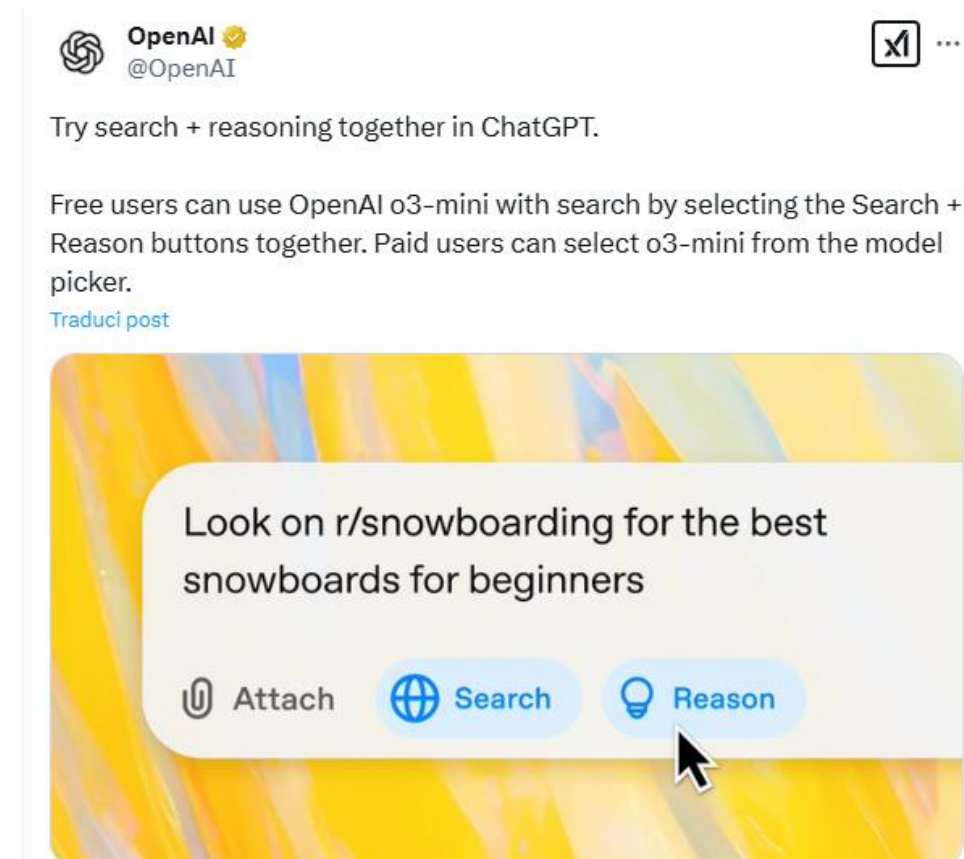 OpenAI
@OpenAI
Try search + reasoning together in ChatGPT.
Free users can use OpenAI o3-mini with search by selecting the Search +
Reason buttons together. Paid users can select o3-mini from the model
picker.
Traduci post
Look on r/snowboarding for the best
snowboards for beginners
Attach Search Reason